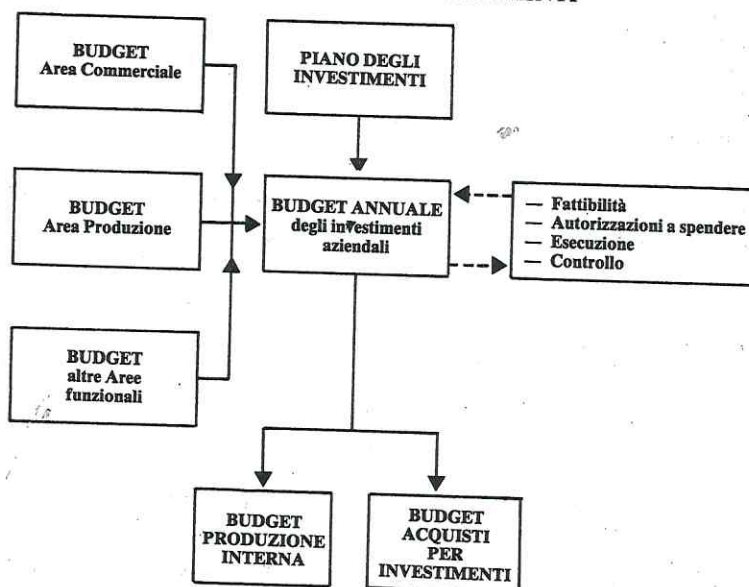 BUDGET
Area Commerciale
PIANO DEGLI
INVESTIMENTI
BUDGET
Area Produzione
BUDGET ANNUALE
degli investimenti
aziendali
— Fattibilità
— Autorizzazioni a spendere
— Esecuzione
— Controllo
BUDGET
altre Aree
funzionali
BUDGET
PRODUZIONE
INTERNA
BUDGET
ACQUISTI
PER
INVESTIMENTI